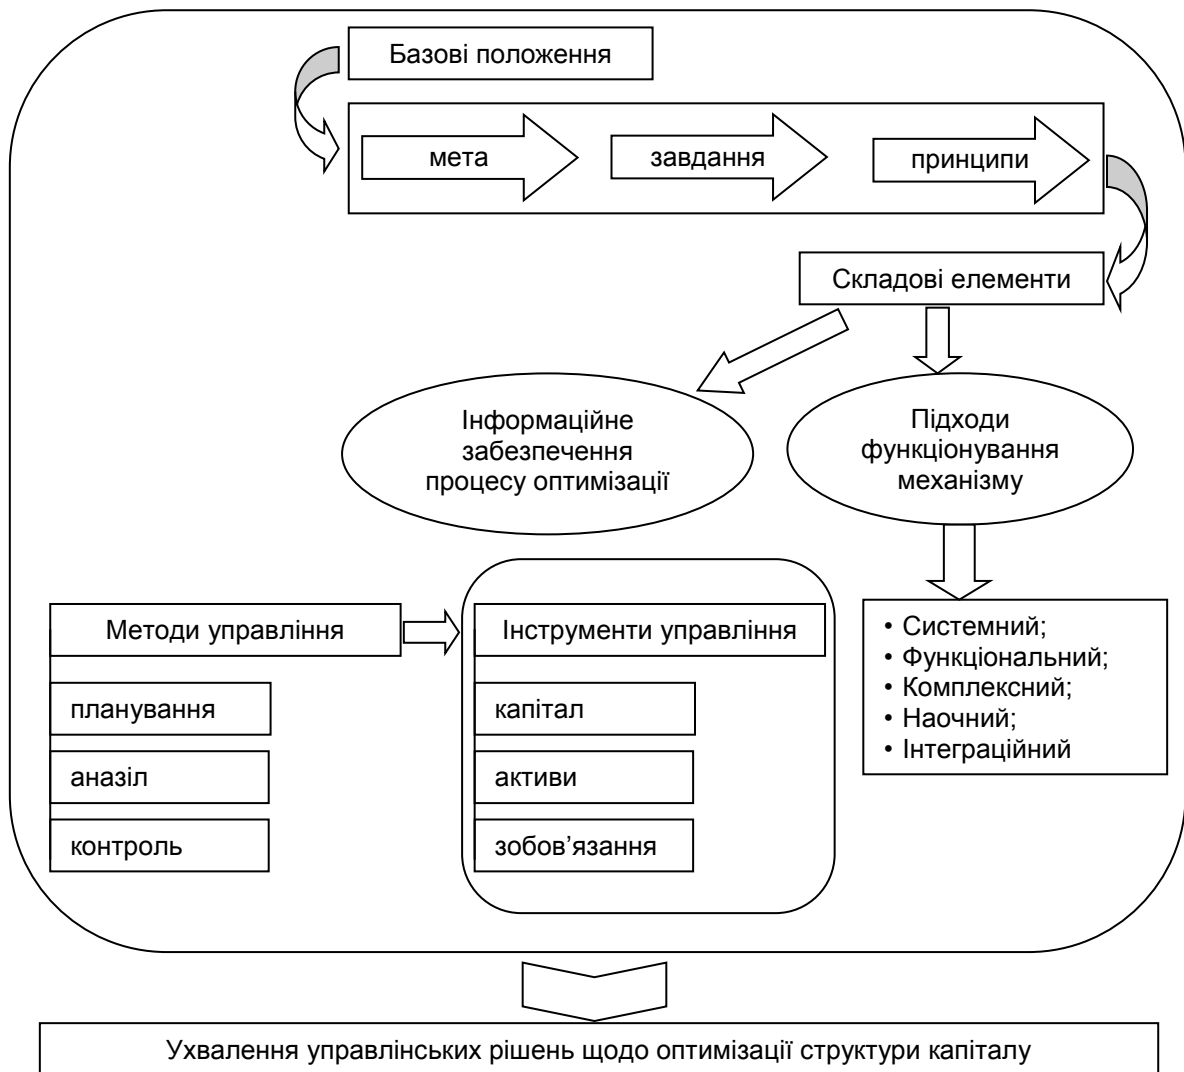 Базові положення
мета
завдання
принципи
Складові елементи
Інформаційне
забезпечення
процесу оптимізації
Підходи
функціонування
механізму
Методи управління
Інструменти управління
• Системний;
• Функціональний;
• Комплексний;
• Наочний;
• Інтеграційний
планування
капітал
аназіл
активи
контроль
зобов’язання
Ухвалення управлінських рішень щодо оптимізації структури капіталу